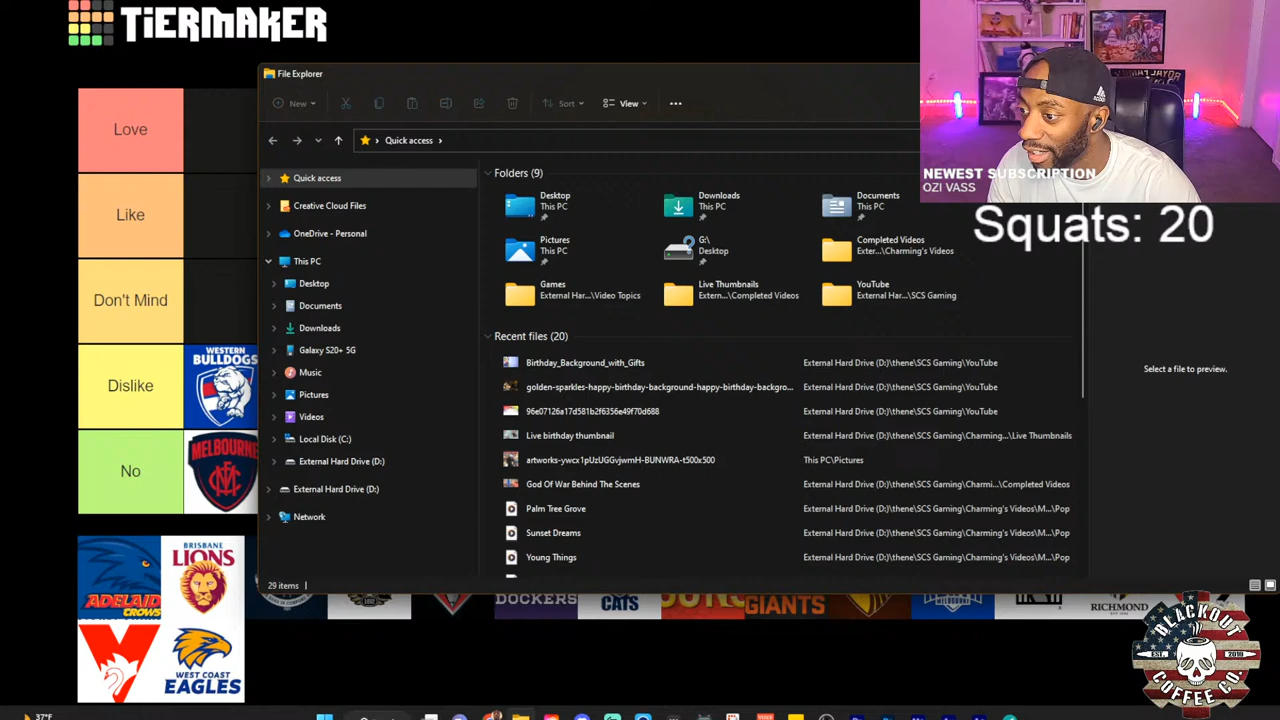 TIERMAKER
File Explorer
New
Sort
View
Quick access
NEWEST SUBSCRIPTION
OZI VASS
Squats: 20
Love
Like
Don't Mind
Dislike
WESTERN
BULLDOGS
No
MELBOURNE
Quick access
Creative Cloud Files
OneDrive - Personal
This PC
Desktop
Documents
Downloads
Galaxy S20+ 5G
Music
Pictures
Videos
Local Disk (C:)
External Hard Drive (D:)
External Hard Drive (D:)
Network
Folders (9)
Desktop
This PC
Downloads
This PC
Documents
This PC
Pictures
This PC
G:\
Desktop
Completed Videos
Exter...\Charming's Videos
Games
External Har...\Video Topics
Live Thumbnails
Extern...\Completed Videos
YouTube
External Har...\SCS Gaming
Recent files (20)
Birthday_Background_with_Gifts External Hard Drive (D:)\thene\SCS Gaming\YouTube
golden-sparkles-happy-birthday-background-happy-birthday-backgro... External Hard Drive (D:)\thene\SCS Gaming\YouTube
96e07126a17d581b2f6356e49f70d688 External Hard Drive (D:)\thene\SCS Gaming\YouTube
Live birthday thumbnail External Hard Drive (D:)\thene\SCS Gaming\Charming...\Live Thumbnails
artworks-ywcx1pUzUGGvjwmH-BUNWRA-t500x500 This PC\Pictures
God Of War Behind The Scenes External Hard Drive (D:)\thene\SCS Gaming\Charmi...\Completed Videos
Palm Tree Grove External Hard Drive (D:)\thene\SCS Gaming\Charming's Videos\M...\Pop
Sunset Dreams External Hard Drive (D:)\thene\SCS Gaming\Charming's Videos\M...\Pop
Young Things External Hard Drive (D:)\thene\SCS Gaming\Charming's Videos\M...\Pop
Select a file to preview.
29 items
ADELAIDE
CROWS
BRISBANE
LIONS
DOCKERS
CATS
GIANTS
RICHMOND
WEST COAST
EAGLES
BLACKOUT
EST. 2018
COFFEE CO.
37°F